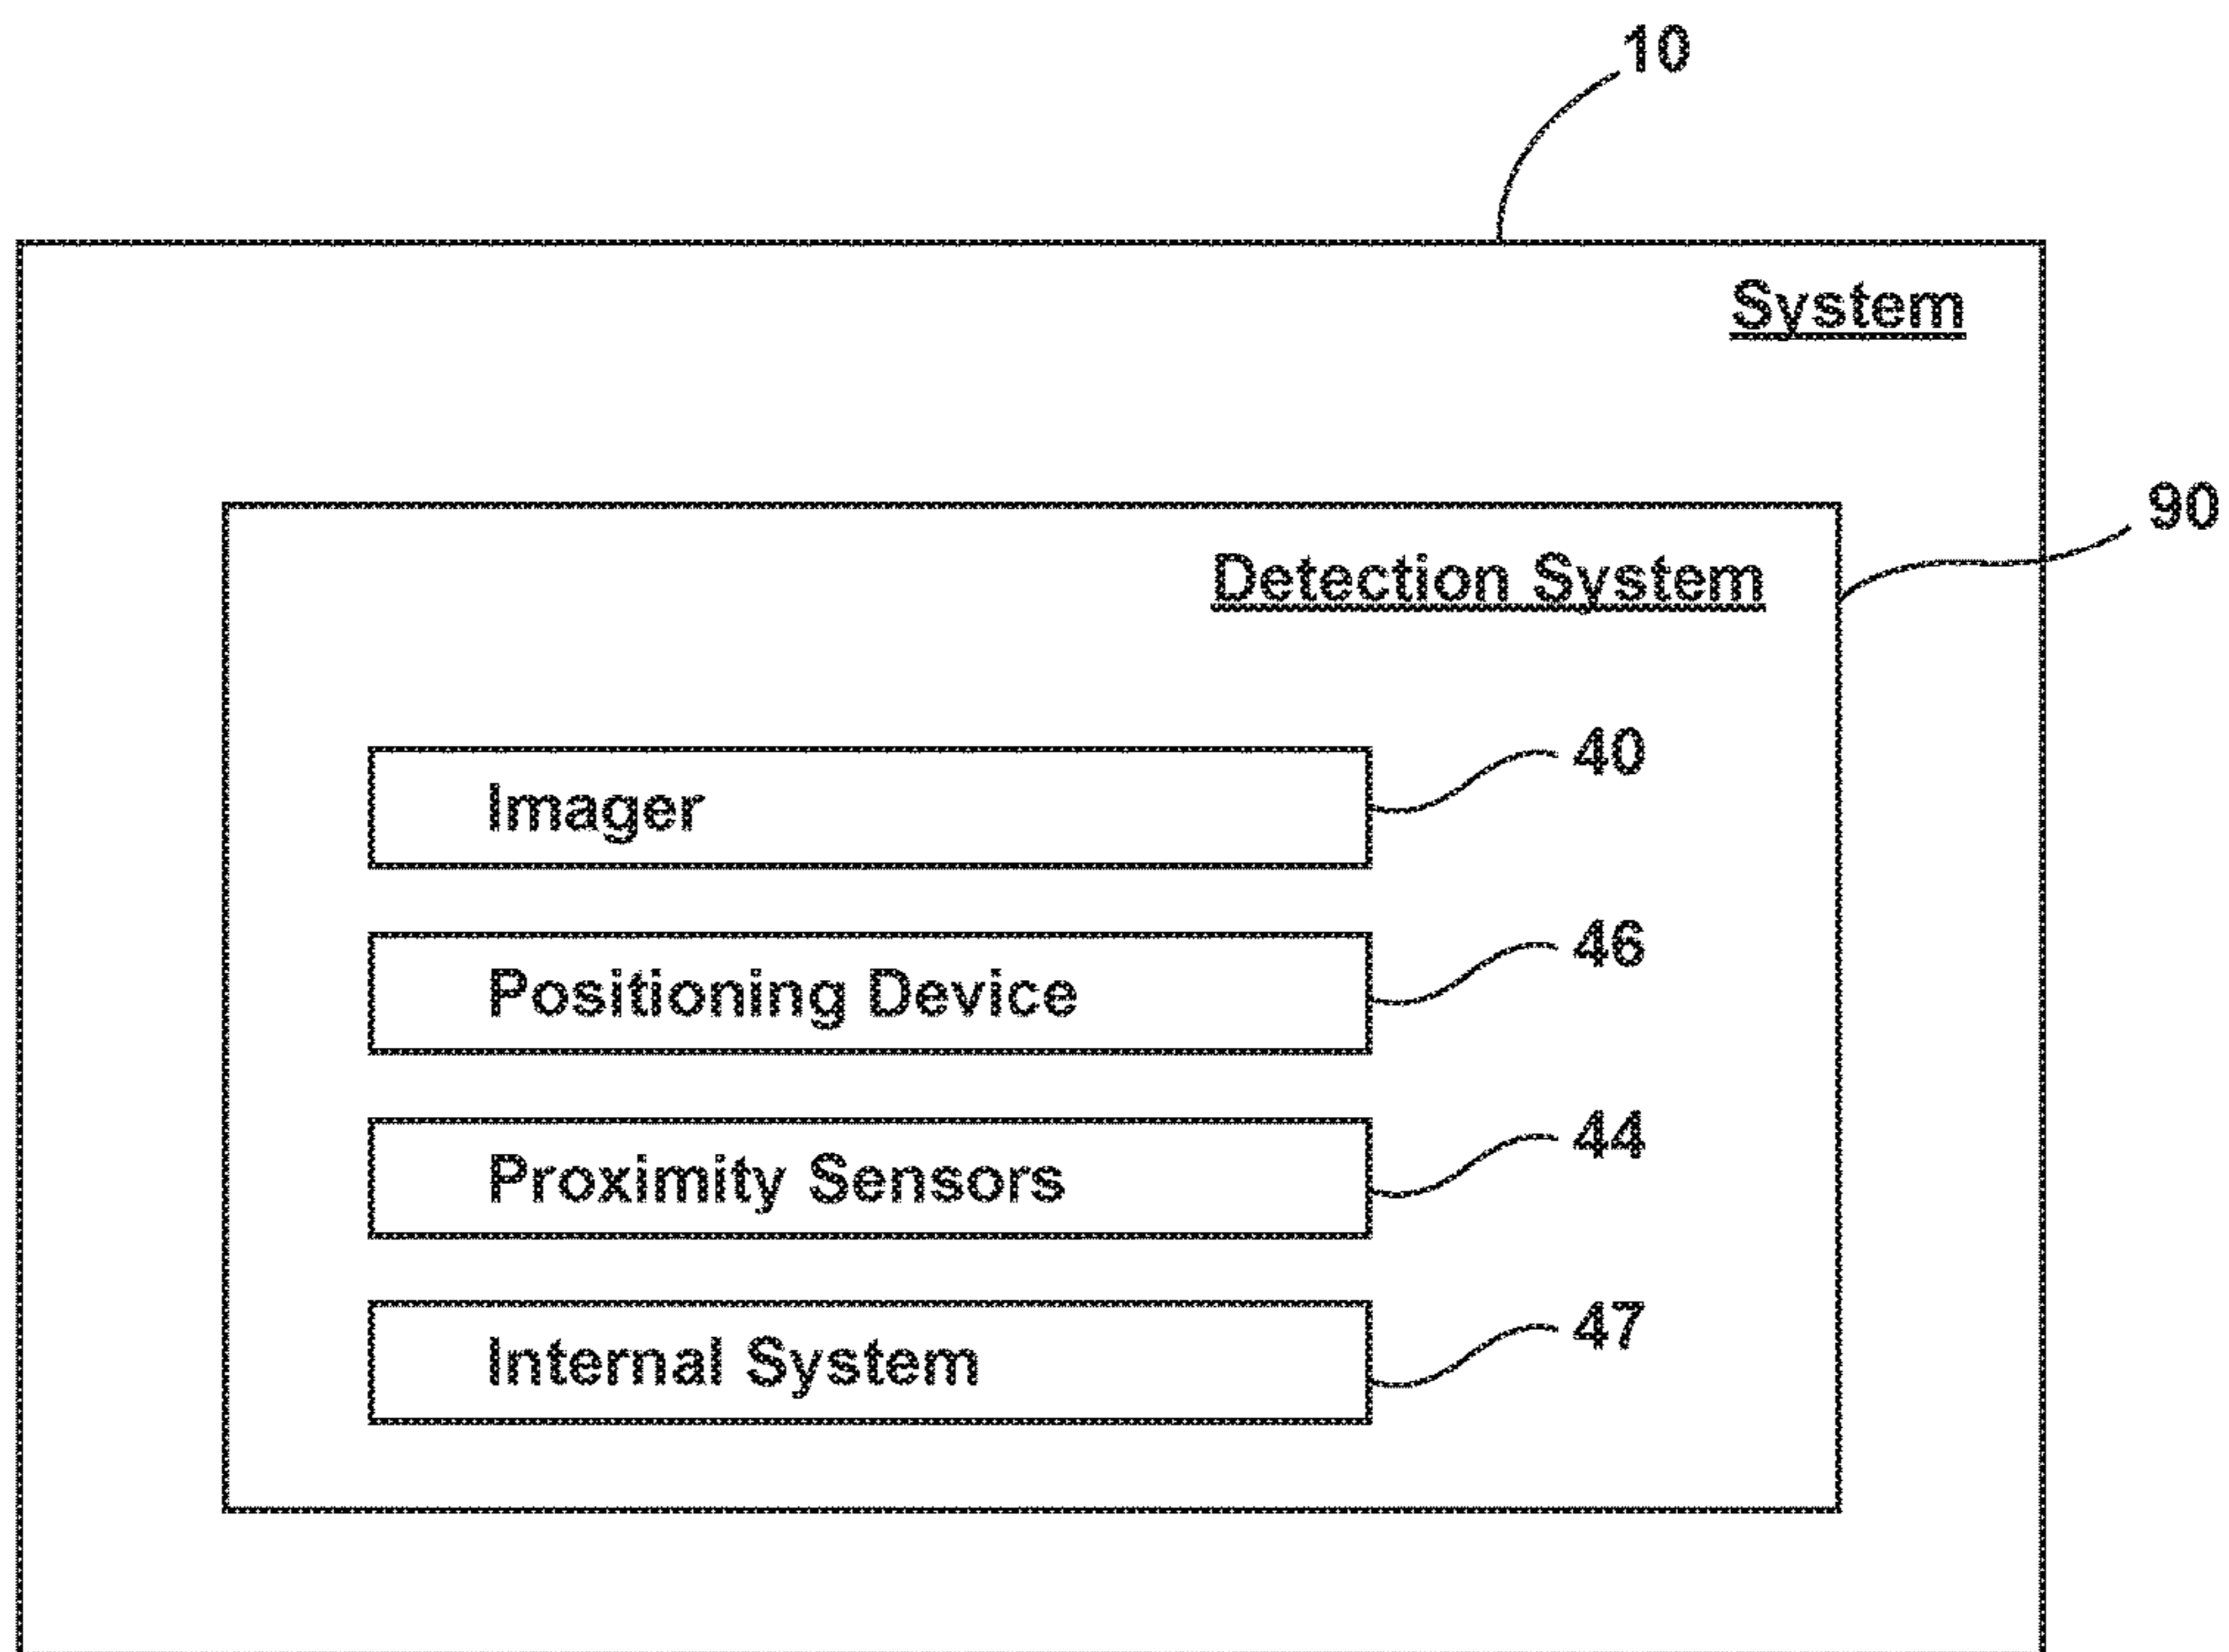 10
System
90
Detection System
40
Imager
46
Positioning Device
44
Proximity Sensors
47
Internal System